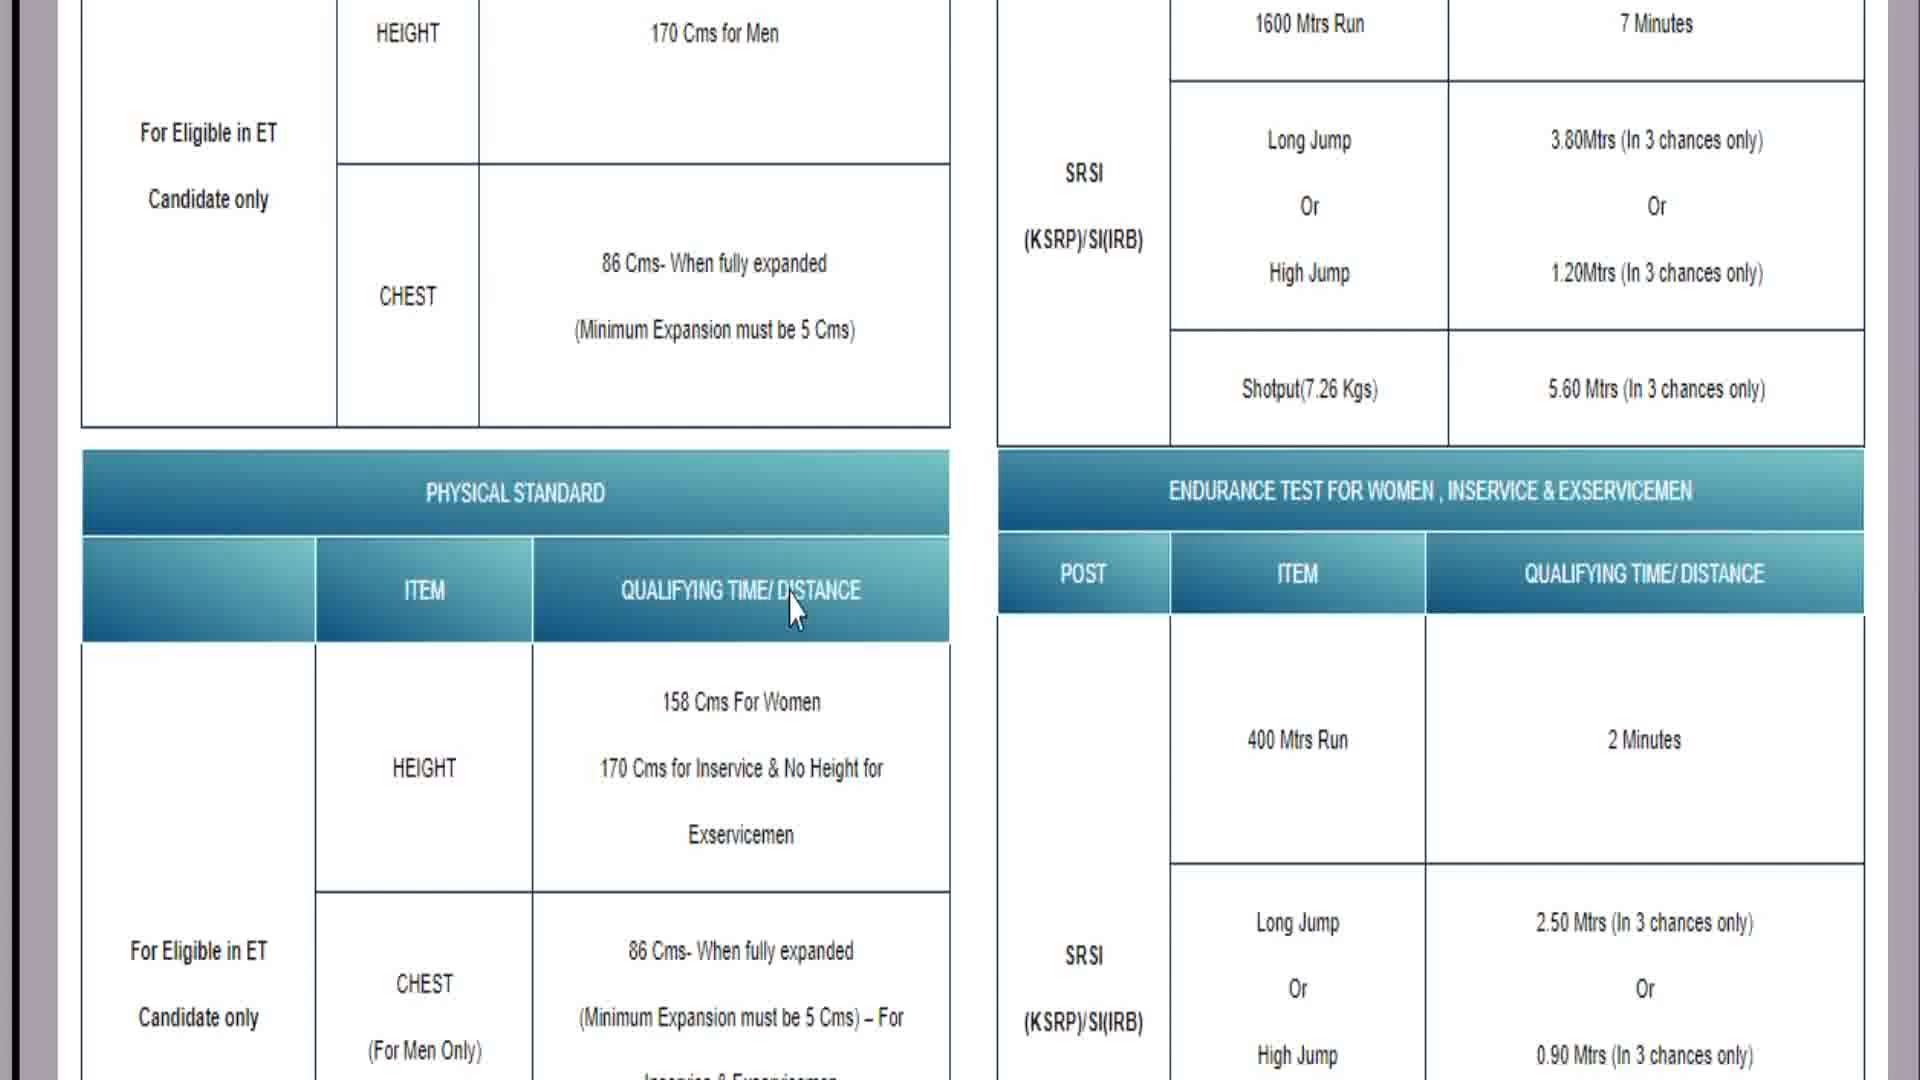 HEIGHT
170 Cms for Men
For Eligible in ET
Candidate only
CHEST
86 Cms- When fully expanded
(Minimum Expansion must be 5 Cms)
PHYSICAL STANDARD
ITEM
QUALIFYING TIME/ DISTANCE
HEIGHT
158 Cms For Women
170 Cms for Inservice & No Height for
Exservicemen
For Eligible in ET
Candidate only
CHEST
(For Men Only)
86 Cms- When fully expanded
(Minimum Expansion must be 5 Cms) – For
Inservice & Exservicemen
1600 Mtrs Run
7 Minutes
SRSI
(KSRP)/SI(IRB)
Long Jump
Or
High Jump
3.80Mtrs (In 3 chances only)
Or
1.20Mtrs (In 3 chances only)
Shotput(7.26 Kgs)
5.60 Mtrs (In 3 chances only)
ENDURANCE TEST FOR WOMEN , INSERVICE & EXSERVICEMEN
POST
ITEM
QUALIFYING TIME/ DISTANCE
400 Mtrs Run
2 Minutes
SRSI
(KSRP)/SI(IRB)
Long Jump
Or
High Jump
2.50 Mtrs (In 3 chances only)
Or
0.90 Mtrs (In 3 chances only)